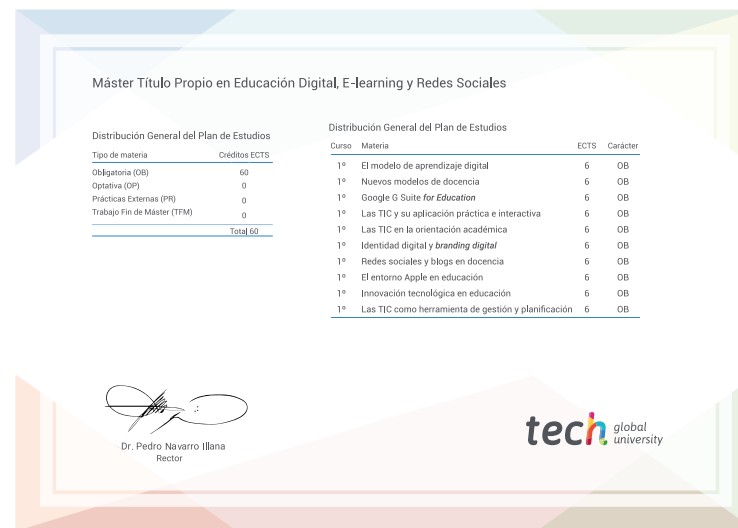 Máster Título Propio en Educación Digital, E-learning y Redes Sociales
Distribución General del Plan de Estudios
Tipo de materia Créditos ECTS
Obligatoria (OB) 60
Optativa (OP) 0
Prácticas Externas (PR) 0
Trabajo Fin de Máster (TFM) 0
Total 60
Distribución General del Plan de Estudios
Curso Materia ECTS Carácter
1º El modelo de aprendizaje digital 6 OB
1º Nuevos modelos de docencia 6 OB
1º Google G Suite for Education 6 OB
1º Las TIC y su aplicación práctica e interactiva 6 OB
1º Las TIC en la orientación académica 6 OB
1º Identidad digital y branding digital 6 OB
1º Redes sociales y blogs en docencia 6 OB
1º El entorno Apple en educación 6 OB
1º Innovación tecnológica en educación 6 OB
1º Las TIC como herramienta de gestión y planificación 6 OB
Dr. Pedro Navarro Illana
Rector
tech global
university